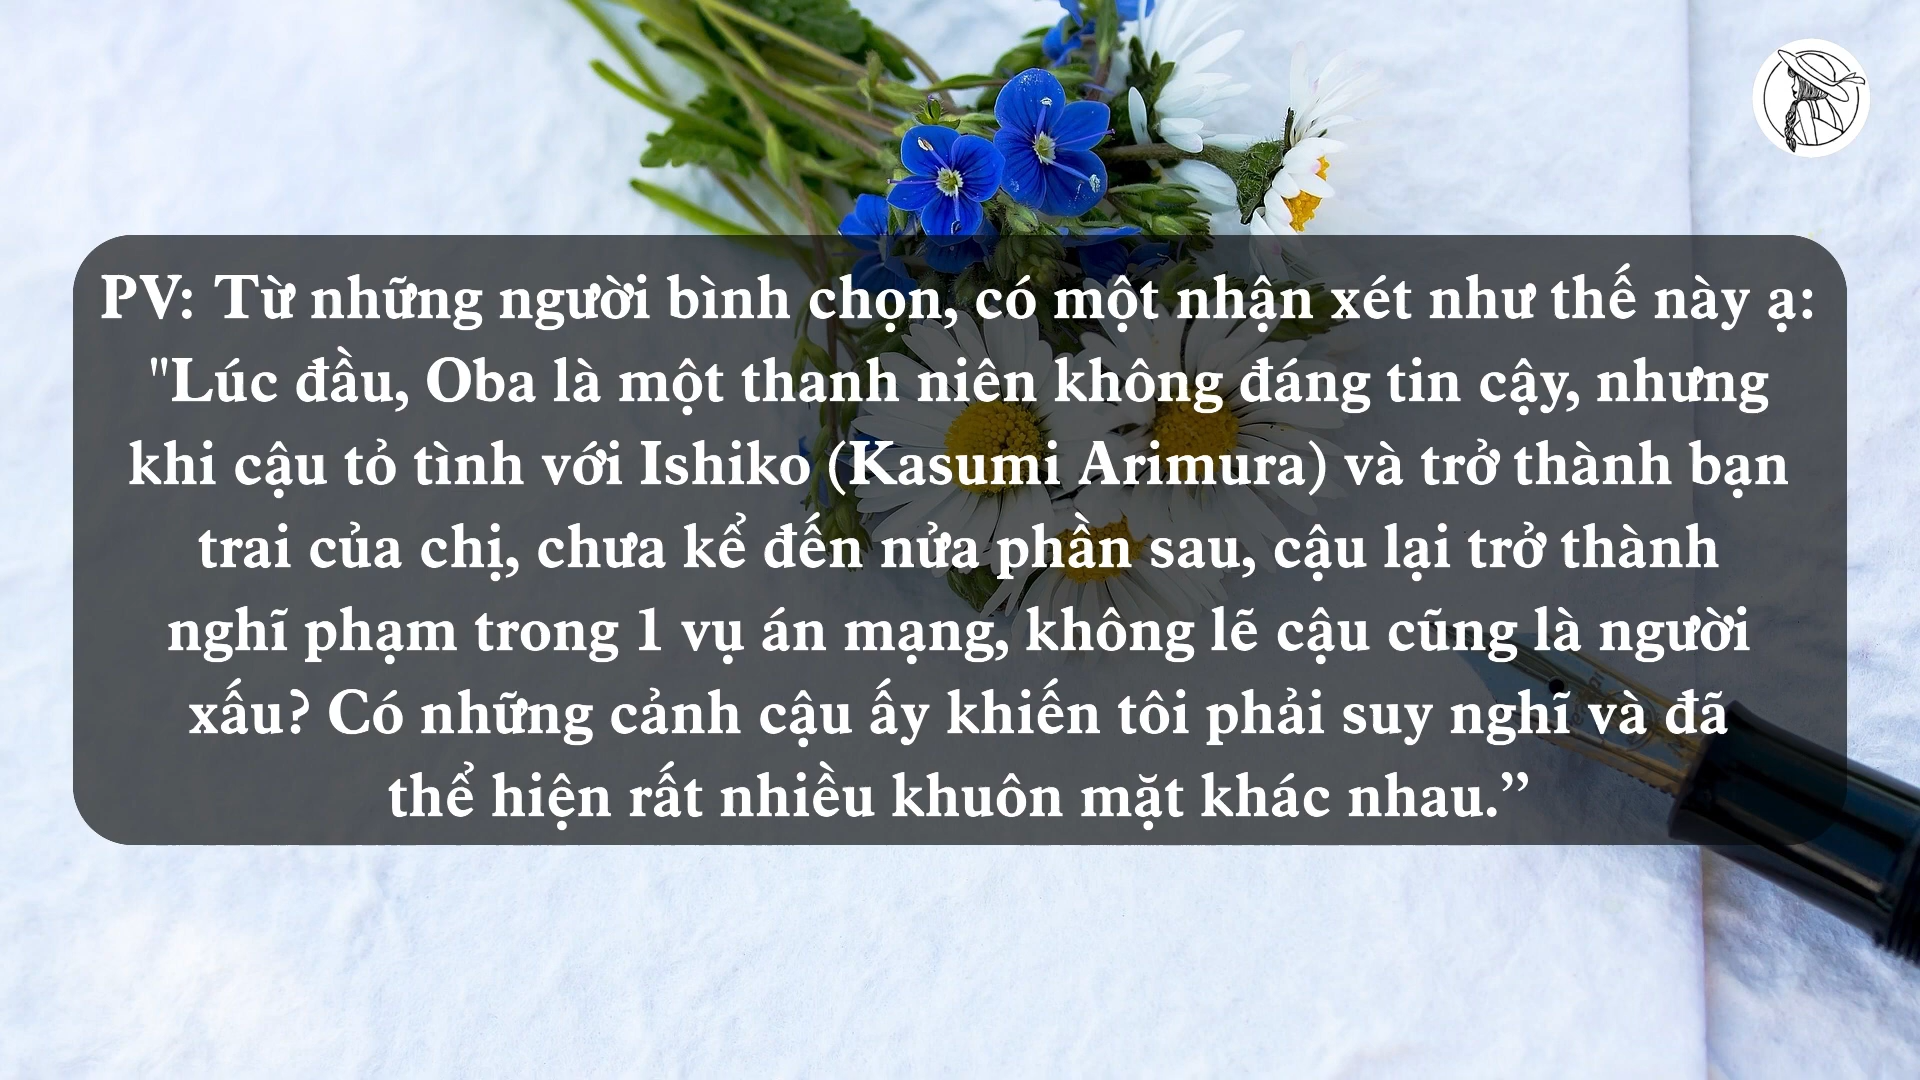 PV: Từ những người bình chọn, có một nhận xét như thế này ạ:
"Lúc đầu, Oba là một thanh niên không đáng tin cậy, nhưng
khi cậu tỏ tình với Ishiko (Kasumi Arimura) và trở thành bạn
trai của chị, chưa kể đến nửa phần sau, cậu lại trở thành
nghĩ phạm trong 1 vụ án mạng, không lẽ cậu cũng là người
xấu? Có những cảnh cậu ấy khiến tôi phải suy nghĩ và đã
thể hiện rất nhiều khuôn mặt khác nhau.”